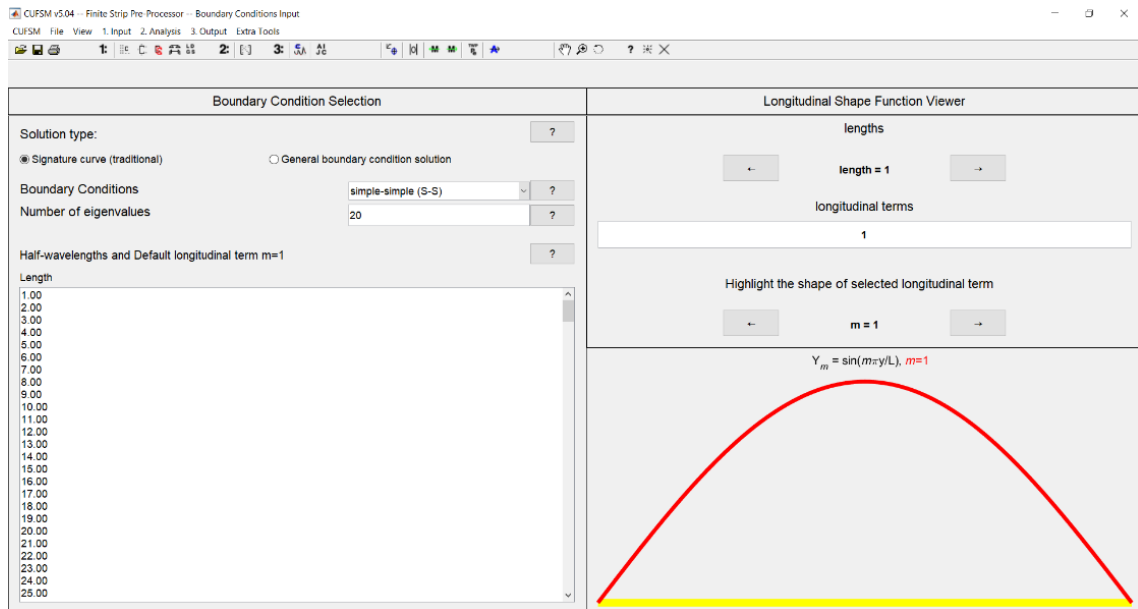 CUFSM v5.04 -- Finite Strip Pre-Processor -- Boundary Conditions Input
CUFSM File View 1. Input 2. Analysis 3. Output Extra Tools
1: 2: 3: ?
Boundary Condition Selection
Solution type: ?
Signature curve (traditional) General boundary condition solution
Boundary Conditions simple-simple (S-S) ?
Number of eigenvalues 20 ?
Half-wavelengths and Default longitudinal term m=1 ?
Length
1.00
2.00
3.00
4.00
5.00
6.00
7.00
8.00
9.00
10.00
11.00
12.00
13.00
14.00
15.00
16.00
17.00
18.00
19.00
20.00
21.00
22.00
23.00
24.00
25.00
Longitudinal Shape Function Viewer
lengths
← length = 1 →
longitudinal terms
1
Highlight the shape of selected longitudinal term
← m = 1 →
Yₘ = sin(mπy/L), m=1